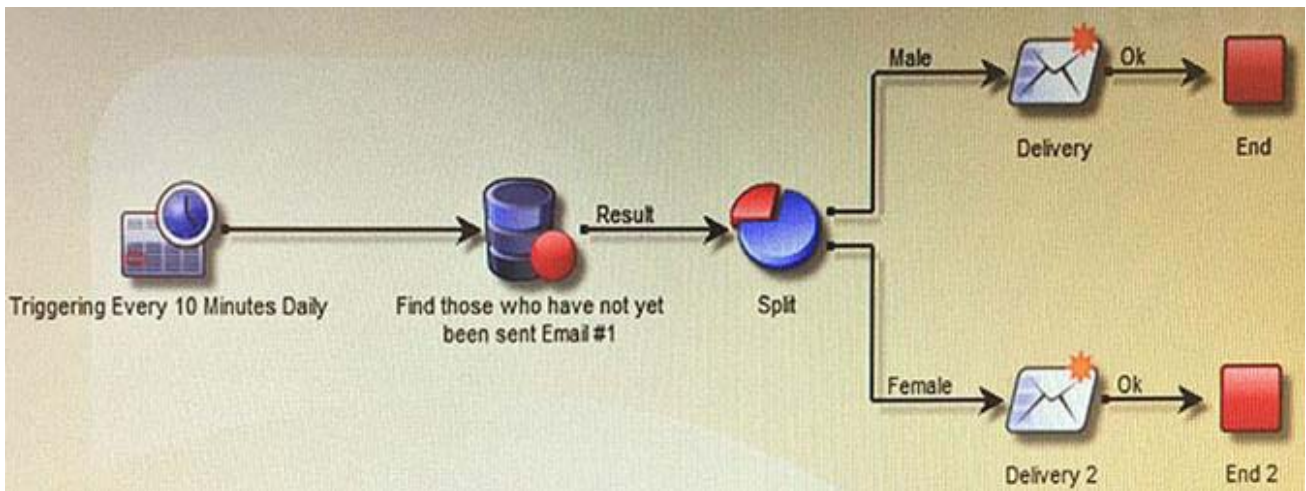 Male
Ok
Delivery
End
Result
Triggering Every 10 Minutes Daily
Find those who have not yet
been sent Email #1
Split
Female
Ok
Delivery 2
End 2